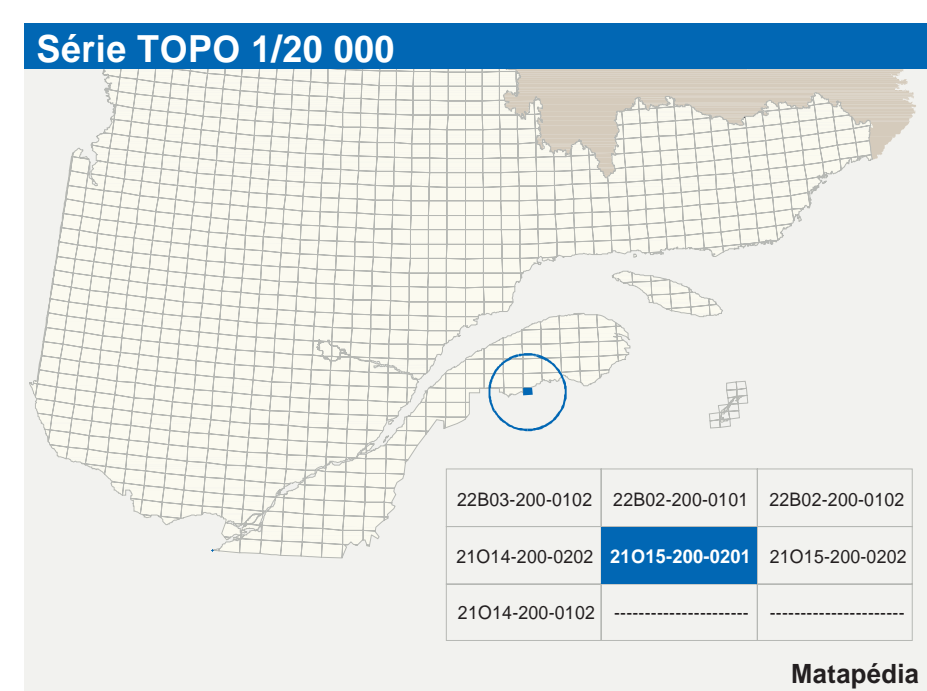 Série TOPO 1/20 000
22B03-200-0102 22B02-200-0101 22B02-200-0102
21O14-200-0202 21O15-200-0201 21O15-200-0202
21O14-200-0102 ---------------------- ----------------------
Matapédia